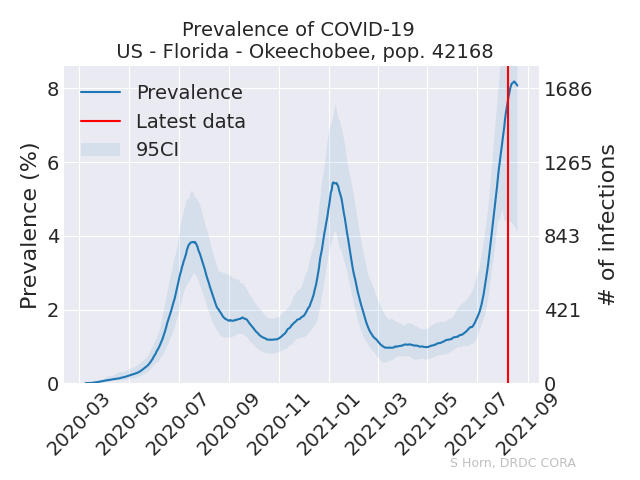 Prevalence of COVID-19
US - Florida - Okeechobee, pop. 42168
Prevalence
Latest data
95CI
Prevalence (%)
8
6
4
2
0
1686
1265
843
421
0
# of infections
2020-03
2020-05
2020-07
2020-09
2020-11
2021-01
2021-03
2021-05
2021-07
2021-09
S Horn, DRDC CORA